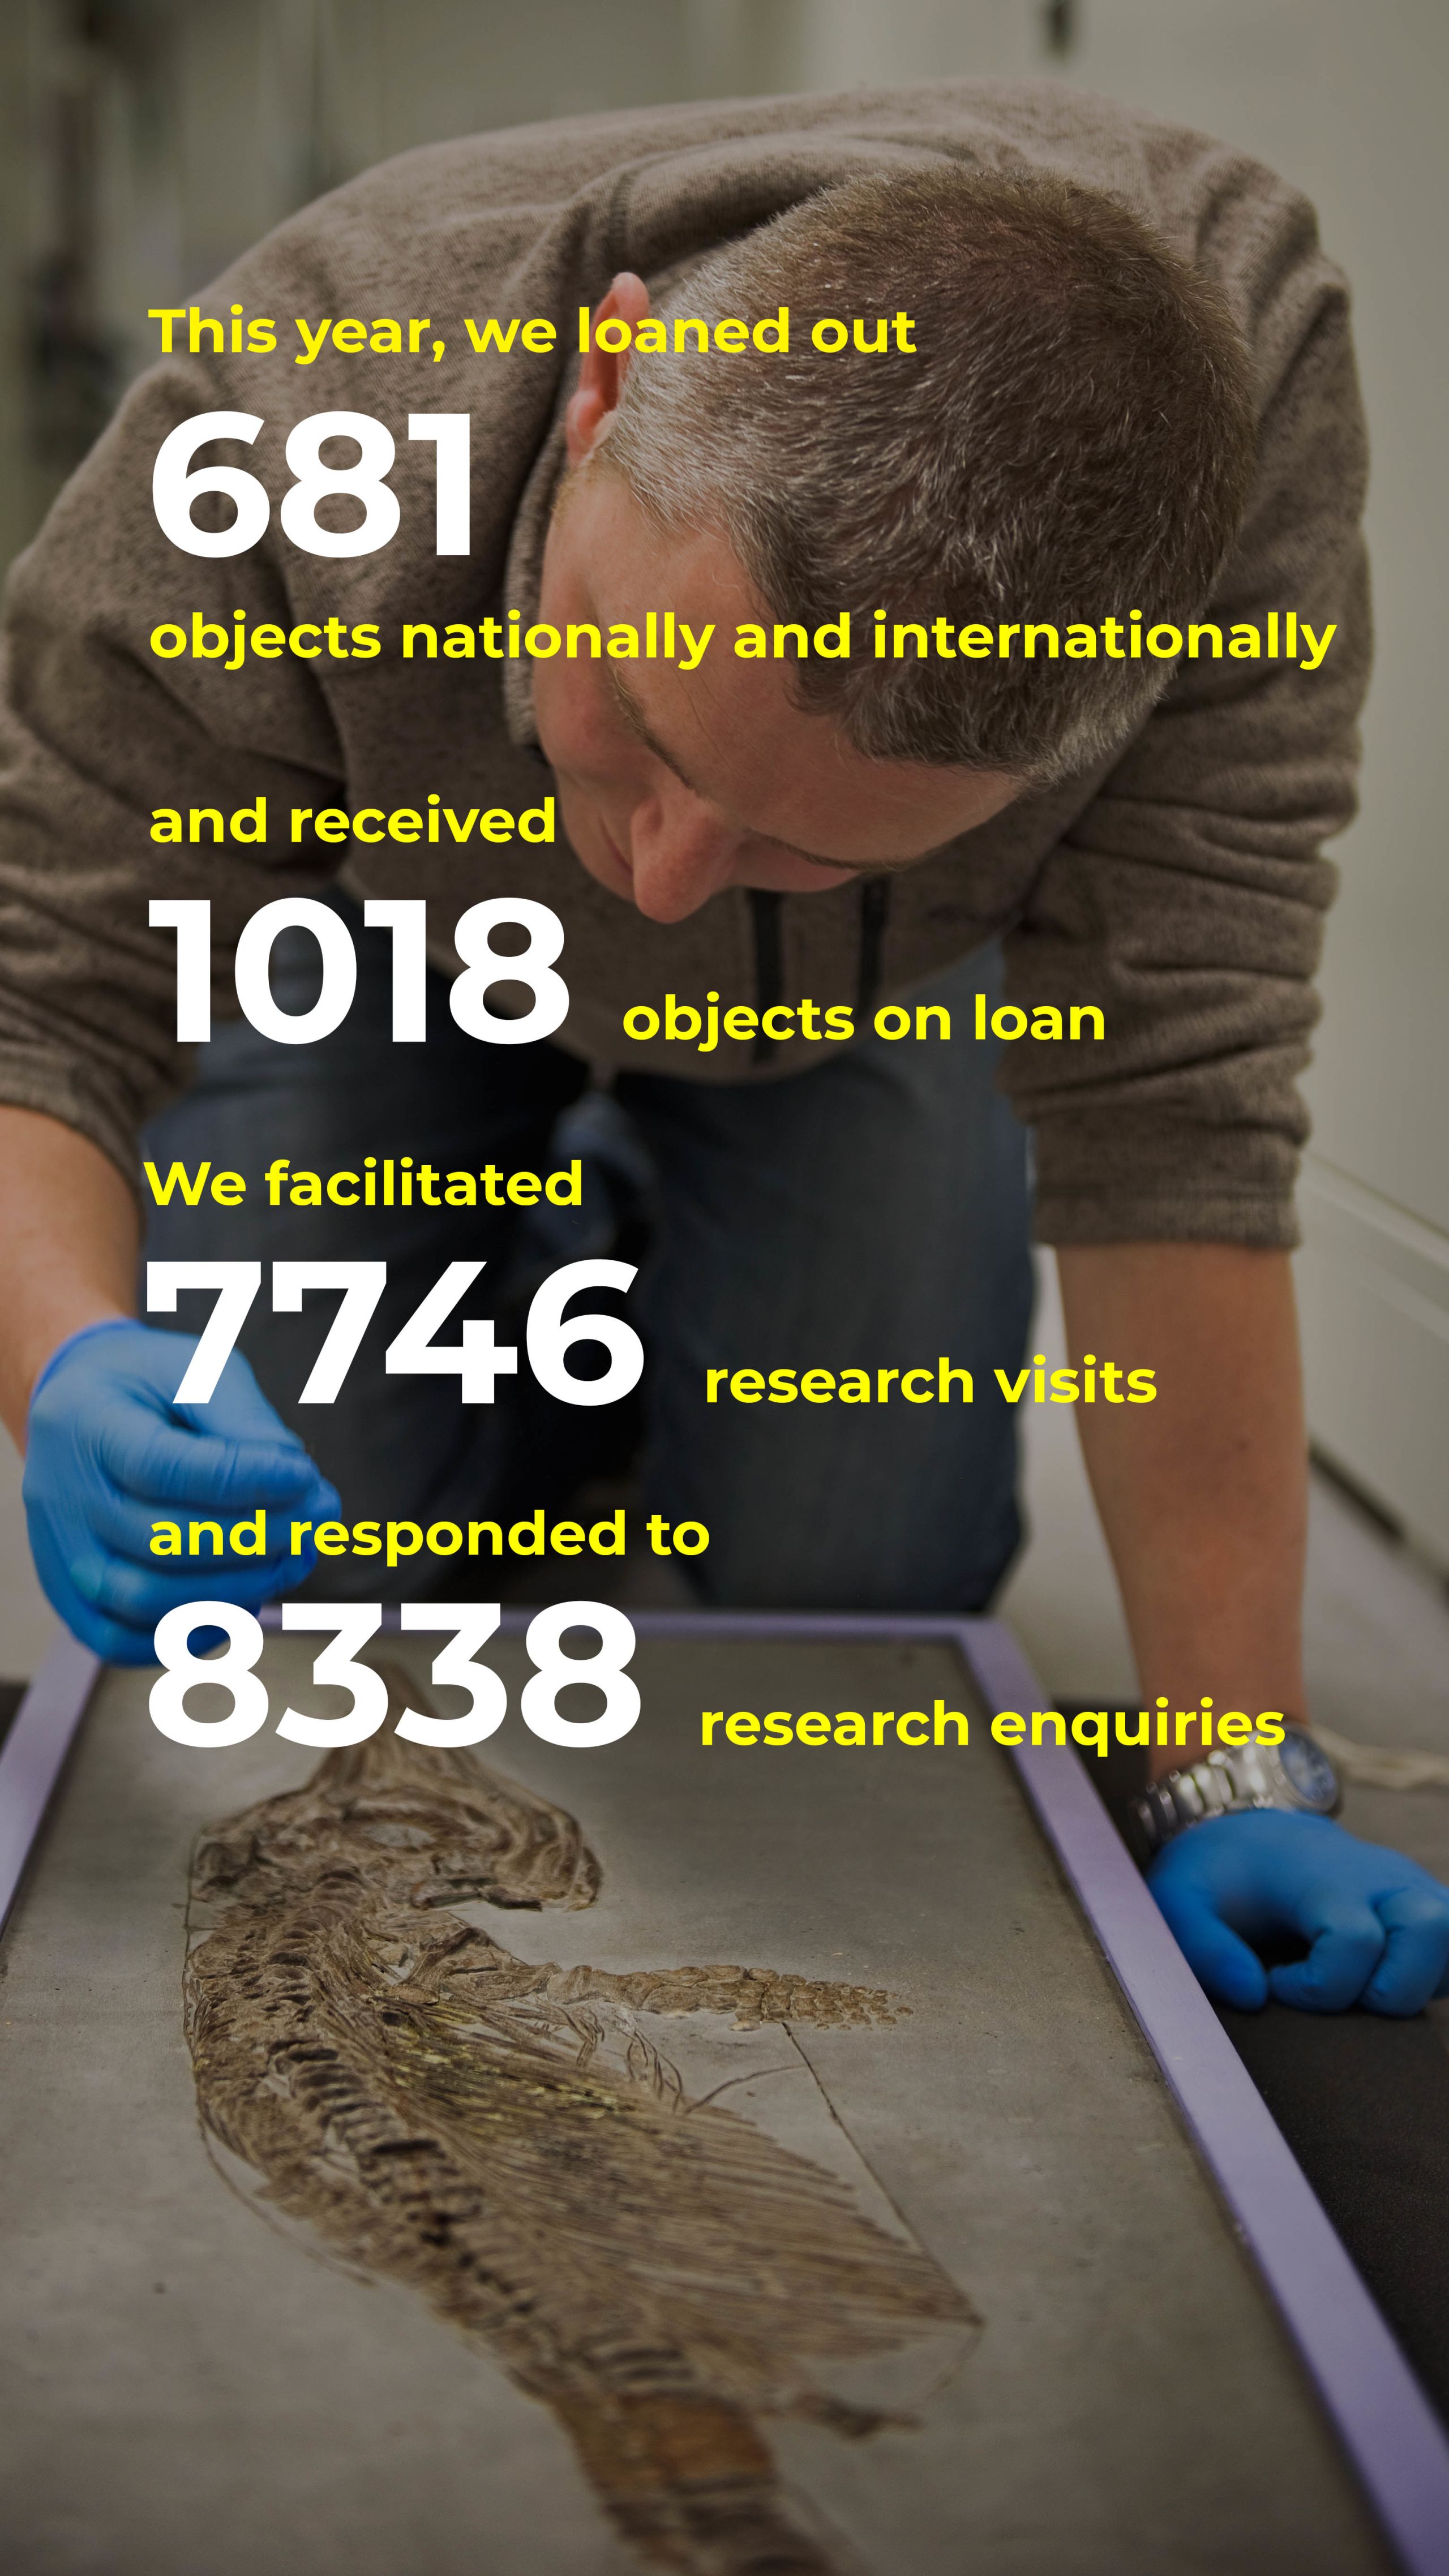 This year, we loaned out
681
objects nationally and internationally
and received
1018 objects on loan
We facilitated
7746 research visits
and responded to
8338 research enquiries